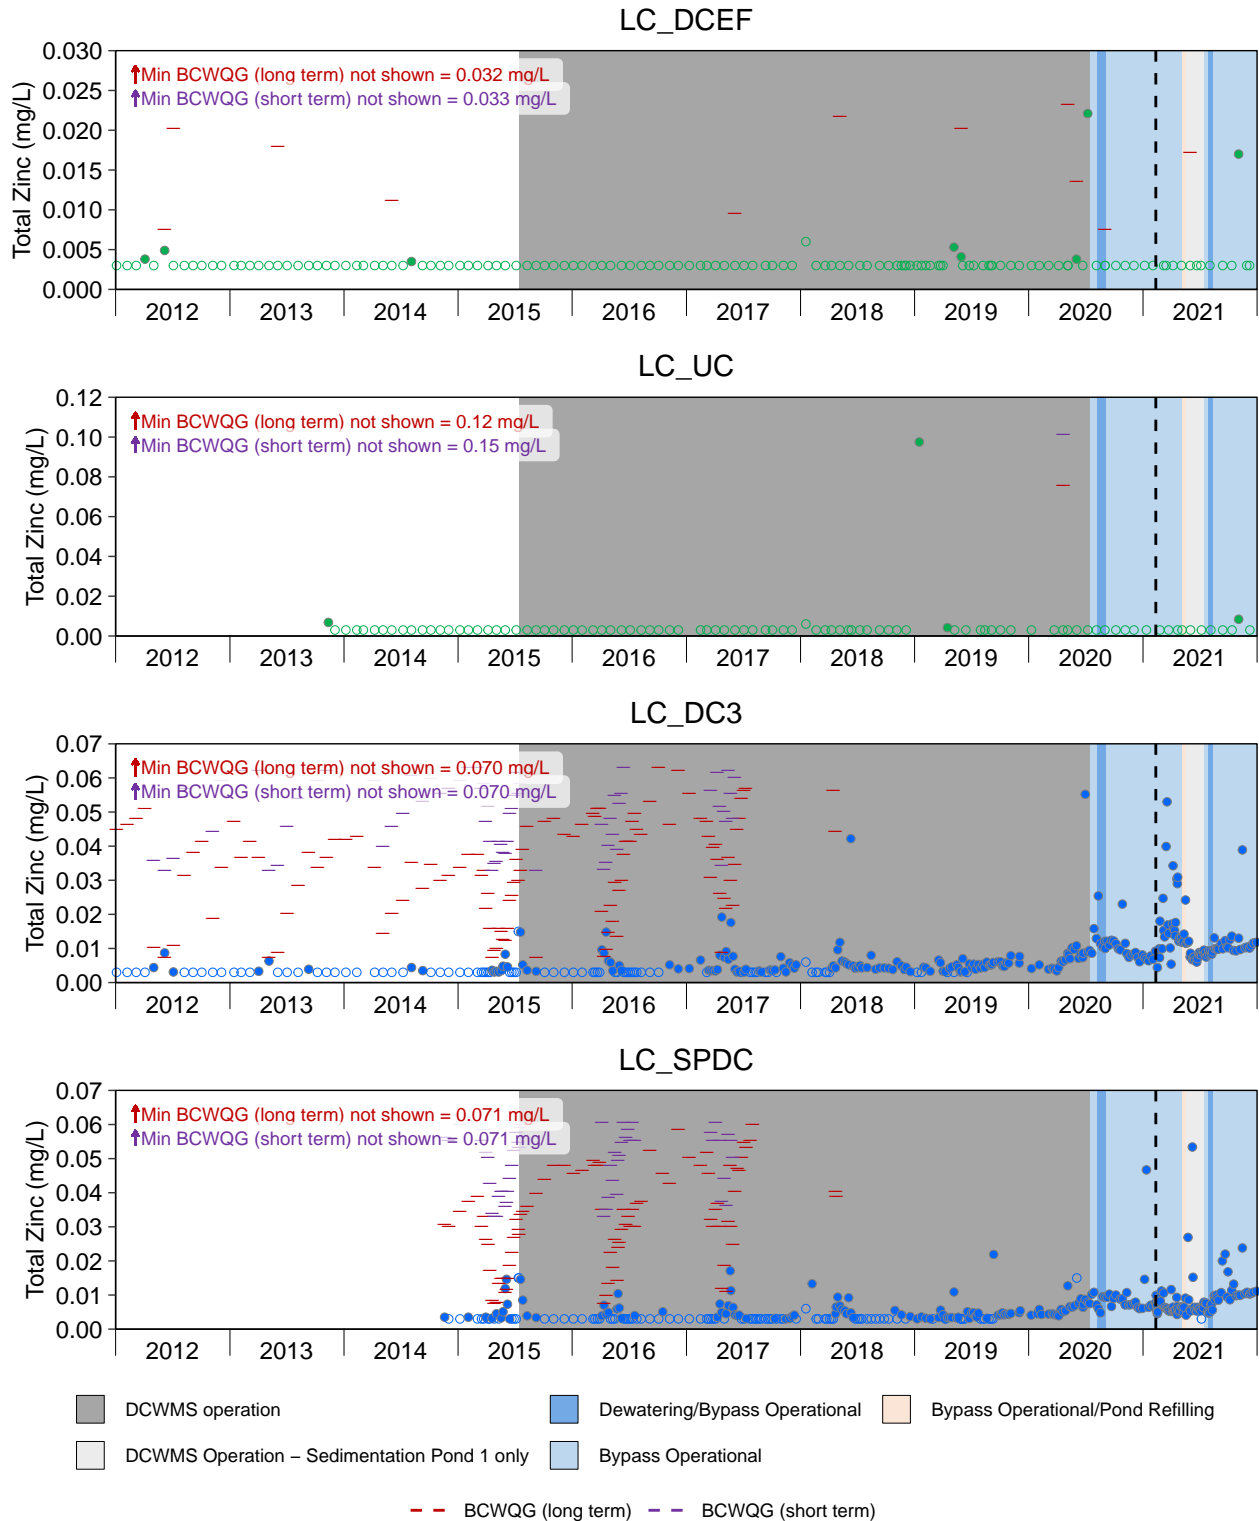 LC_DCEF
Total Zinc (mg/L)
0.030
0.025
0.020
0.015
0.010
0.005
0.000
Min BCWQG (long term) not shown = 0.032 mg/L
Min BCWQG (short term) not shown = 0.033 mg/L
2012 2013 2014 2015 2016 2017 2018 2019 2020 2021
LC_UC
Total Zinc (mg/L)
0.12
0.10
0.08
0.06
0.04
0.02
0.00
Min BCWQG (long term) not shown = 0.12 mg/L
Min BCWQG (short term) not shown = 0.15 mg/L
2012 2013 2014 2015 2016 2017 2018 2019 2020 2021
LC_DC3
Total Zinc (mg/L)
0.07
0.06
0.05
0.04
0.03
0.02
0.01
0.00
Min BCWQG (long term) not shown = 0.070 mg/L
Min BCWQG (short term) not shown = 0.070 mg/L
2012 2013 2014 2015 2016 2017 2018 2019 2020 2021
LC_SPDC
Total Zinc (mg/L)
0.07
0.06
0.05
0.04
0.03
0.02
0.01
0.00
Min BCWQG (long term) not shown = 0.071 mg/L
Min BCWQG (short term) not shown = 0.071 mg/L
2012 2013 2014 2015 2016 2017 2018 2019 2020 2021
DCWMS operation
Dewatering/Bypass Operational
Bypass Operational/Pond Refilling
DCWMS Operation – Sedimentation Pond 1 only
Bypass Operational
BCWQG (long term)
BCWQG (short term)